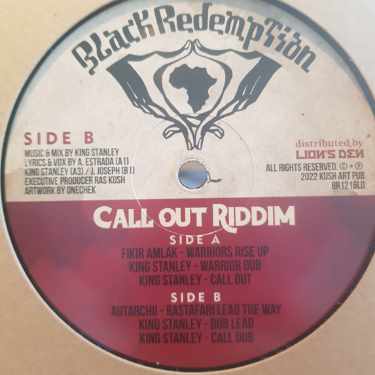 Black Redemption
SIDE B
MUSIC & MIX BY KING STANLEY
LYRICS & VOX BY A. ESTRADA (A1)
KING STANLEY (A3) / J. JOSEPH (B1)
EXECUTIVE PRODUCER RAS KUSH
ARTWORK BY ONECHEK
distributed by
LION'S DEN
ALL RIGHTS RESERVED. © + ℗
2022 KUSH ART PUB
CALL OUT RIDDIM
SIDE A
FIKIR AMLAK - WARRIORS RISE UP
KING STANLEY - WARRIOR DUB
KING STANLEY - CALL OUT
SIDE B
AUTARCHII - RASTAFARI LEAD THE WAY
KING STANLEY - DUB LEAD
KING STANLEY - CALL DUB